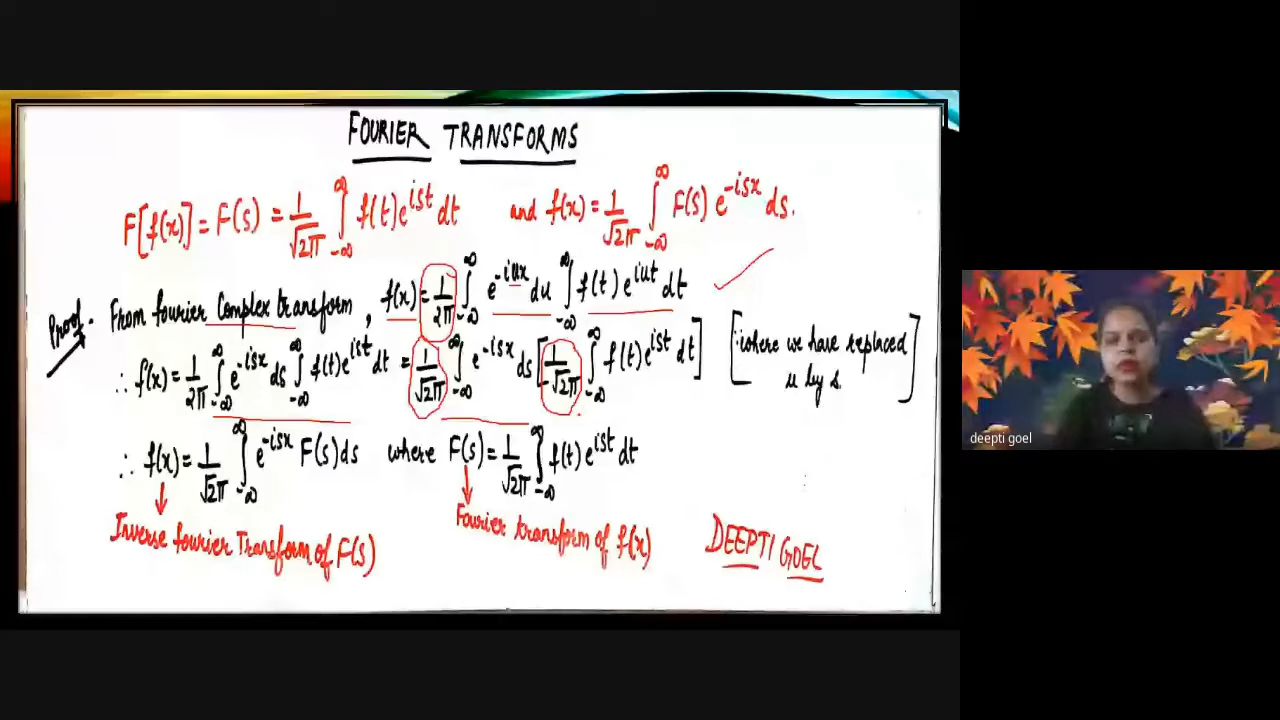 FOURIER TRANSFORMS
F[f(x)] = F(s) = 1/√2π ∫_{-∞}^{∞} f(t) e^{ist} dt and f(x) = 1/√2π ∫_{-∞}^{∞} F(s) e^{-isx} ds.
Proof. From fourier Complex transform, f(x) = 1/2π ∫_{-∞}^{∞} e^{-iux} du ∫_{-∞}^{∞} f(t) e^{iut} dt
∴ f(x) = 1/2π ∫_{-∞}^{∞} e^{-isx} ds ∫_{-∞}^{∞} f(t) e^{ist} dt = 1/√2π ∫_{-∞}^{∞} e^{-isx} ds [1/√2π ∫_{-∞}^{∞} f(t) e^{ist} dt] [∵ where we have replaced
u by s]
∴ f(x) = 1/√2π ∫_{-∞}^{∞} e^{-isx} F(s) ds where F(s) = 1/√2π ∫_{-∞}^{∞} f(t) e^{ist} dt
Inverse fourier Transform of F(s)
Fourier transform of f(x)
DEEPTI GOEL
deepti goel